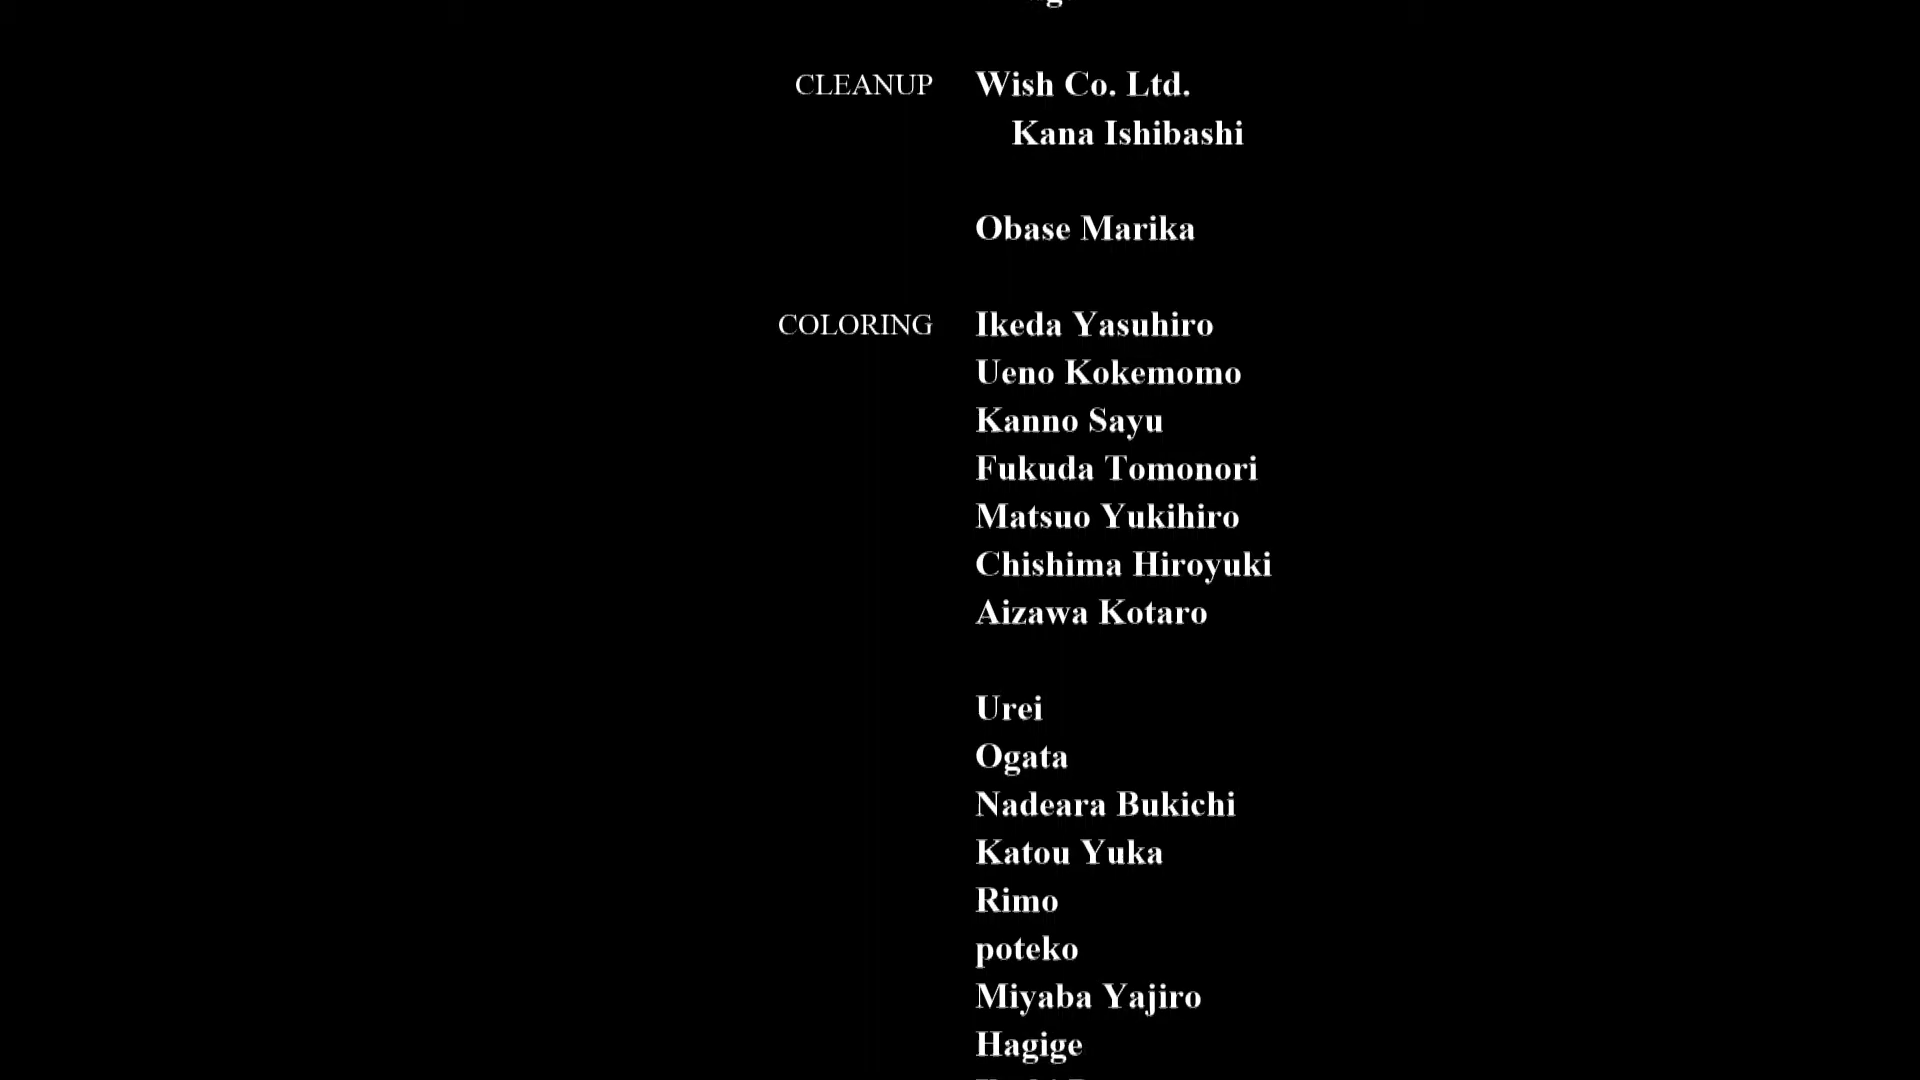 CLEANUP Wish Co. Ltd.
Kana Ishibashi
Obase Marika
COLORING Ikeda Yasuhiro
Ueno Kokemomo
Kanno Sayu
Fukuda Tomonori
Matsuo Yukihiro
Chishima Hiroyuki
Aizawa Kotaro
Urei
Ogata
Nadeara Bukichi
Katou Yuka
Rimo
poteko
Miyaba Yajiro
Hagige